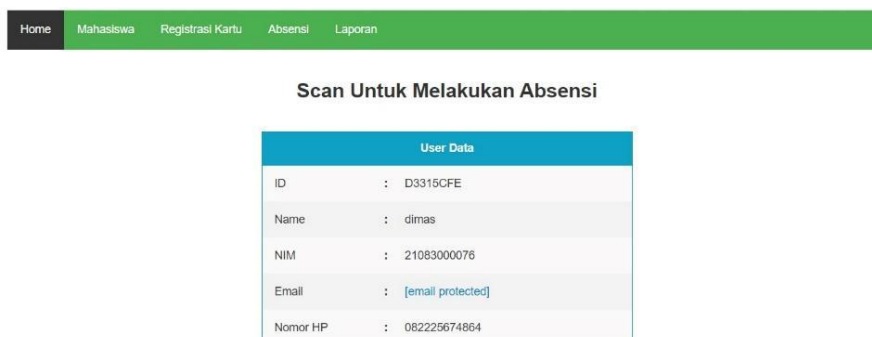 Home Mahasiswa Registrasi Kartu Absensi Laporan
Scan Untuk Melakukan Absensi
User Data
ID : D3315CFE
Name : dimas
NIM : 21083000076
Email : [email protected]
Nomor HP : 082225674864